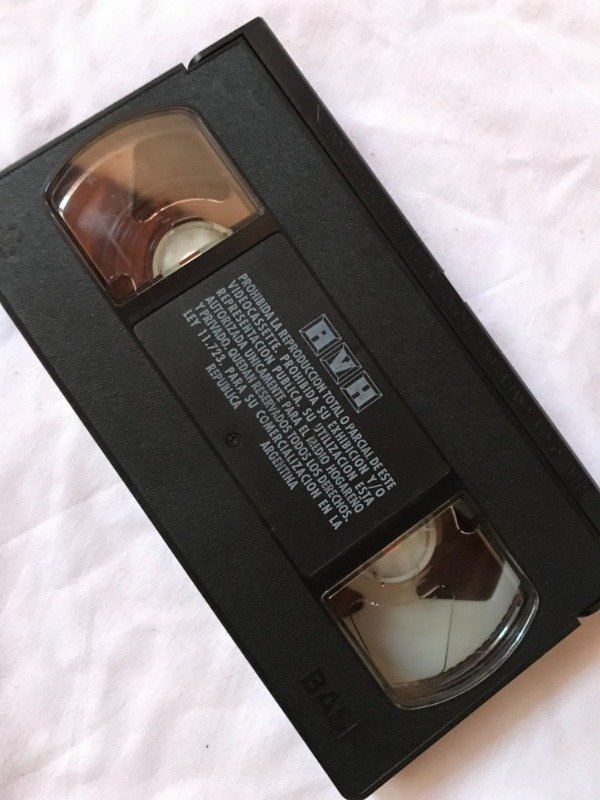 AVH
PROHIBIDA LA REPRODUCCION TOTAL O PARCIAL DE ESTE
VIDEOCASSETTE. PROHIBIDA SU EXHIBICION Y/O
REPRESENTACION PUBLICA. SU UTILIZACION ESTA
AUTORIZADA UNICAMENTE PARA EL MEDIO HOGAREÑO
Y PRIVADO. QUEDAN RESERVADOS TODOS LOS DERECHOS.
LEY 11.723. PARA SU COMERCIALIZACION EN LA
REPUBLICA ARGENTINA
BASF